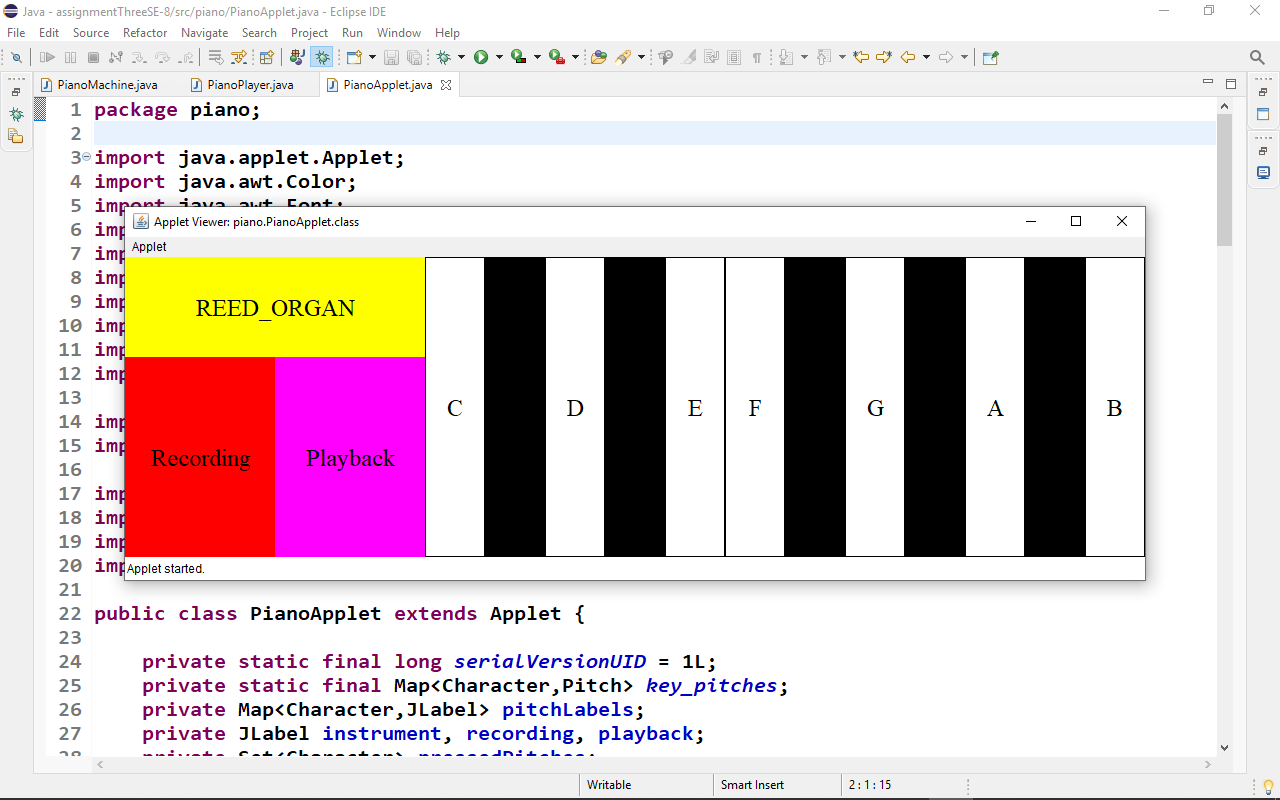 Java - assignmentThreeSE-8/src/piano/PianoApplet.java - Eclipse IDE
File Edit Source Refactor Navigate Search Project Run Window Help
PianoMachine.java PianoPlayer.java PianoApplet.java
1 package piano;
2
3 import java.applet.Applet;
4 import java.awt.Color;
5 import java.awt.Font;
6 imp
7 imp
8 imp
9 imp
10 imp
11 imp
12 imp
13
14 imp
15 imp
16
17 imp
18 imp
19 imp
20 imp
21
22 public class PianoApplet extends Applet {
23
24 private static final long serialVersionUID = 1L;
25 private static final Map<Character,Pitch> key_pitches;
26 private Map<Character,JLabel> pitchLabels;
27 private JLabel instrument, recording, playback;
28 private Set<Character> pressedPitches;
Applet Viewer: piano.PianoApplet.class
Applet
REED_ORGAN
Recording Playback
C D E F G A B
Applet started.
Writable Smart Insert 2 : 1 : 15